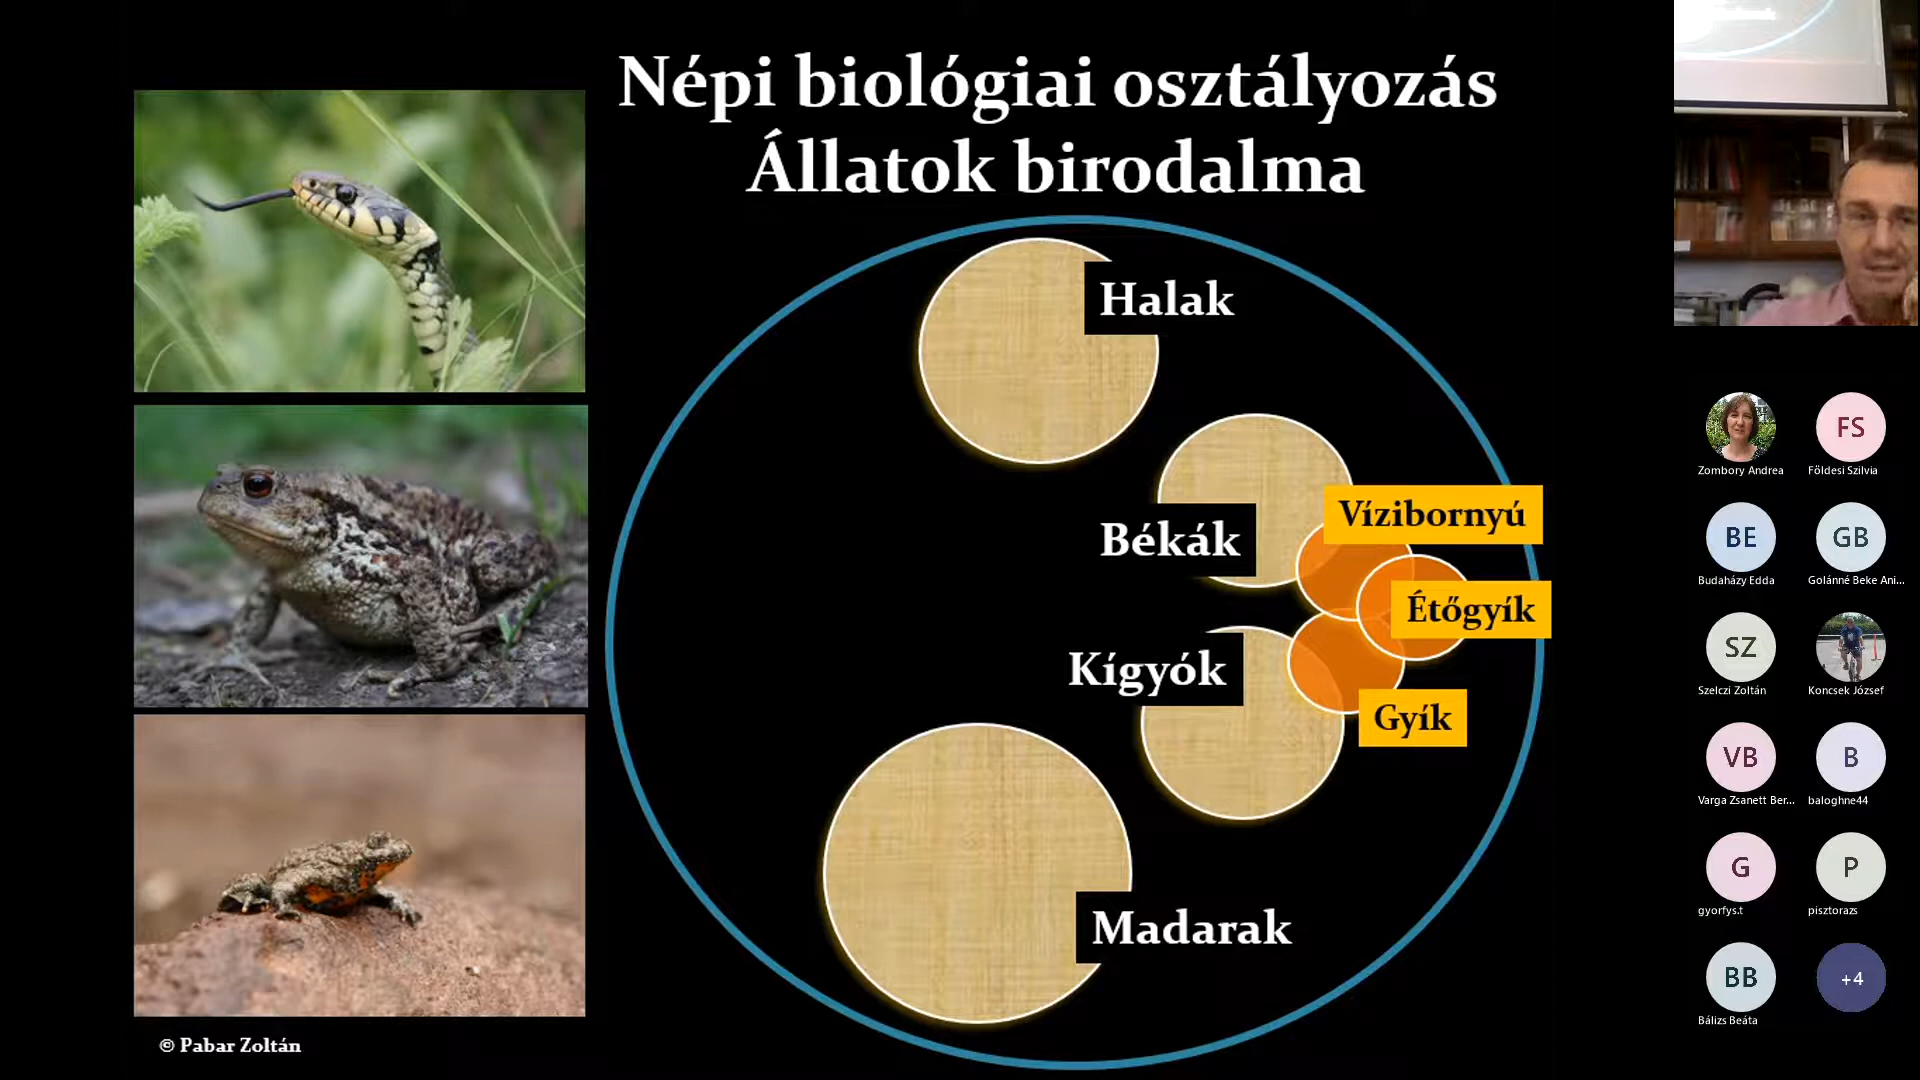 Népi biológiai osztályozás
Állatok birodalma
Halak
Vízibornyú
Békák
Étőgyík
Kígyók
Gyík
Madarak
© Pabar Zoltán
Zombory Andrea
FS
Földesi Szilvia
BE
Budaházy Edda
GB
Golánné Beke Ani...
SZ
Szelczi Zoltán
Koncsek József
VB
Varga Zsanett Ber...
B
baloghne44
G
gyorfys.t
P
pisztorazs
BB
Bálizs Beáta
+4